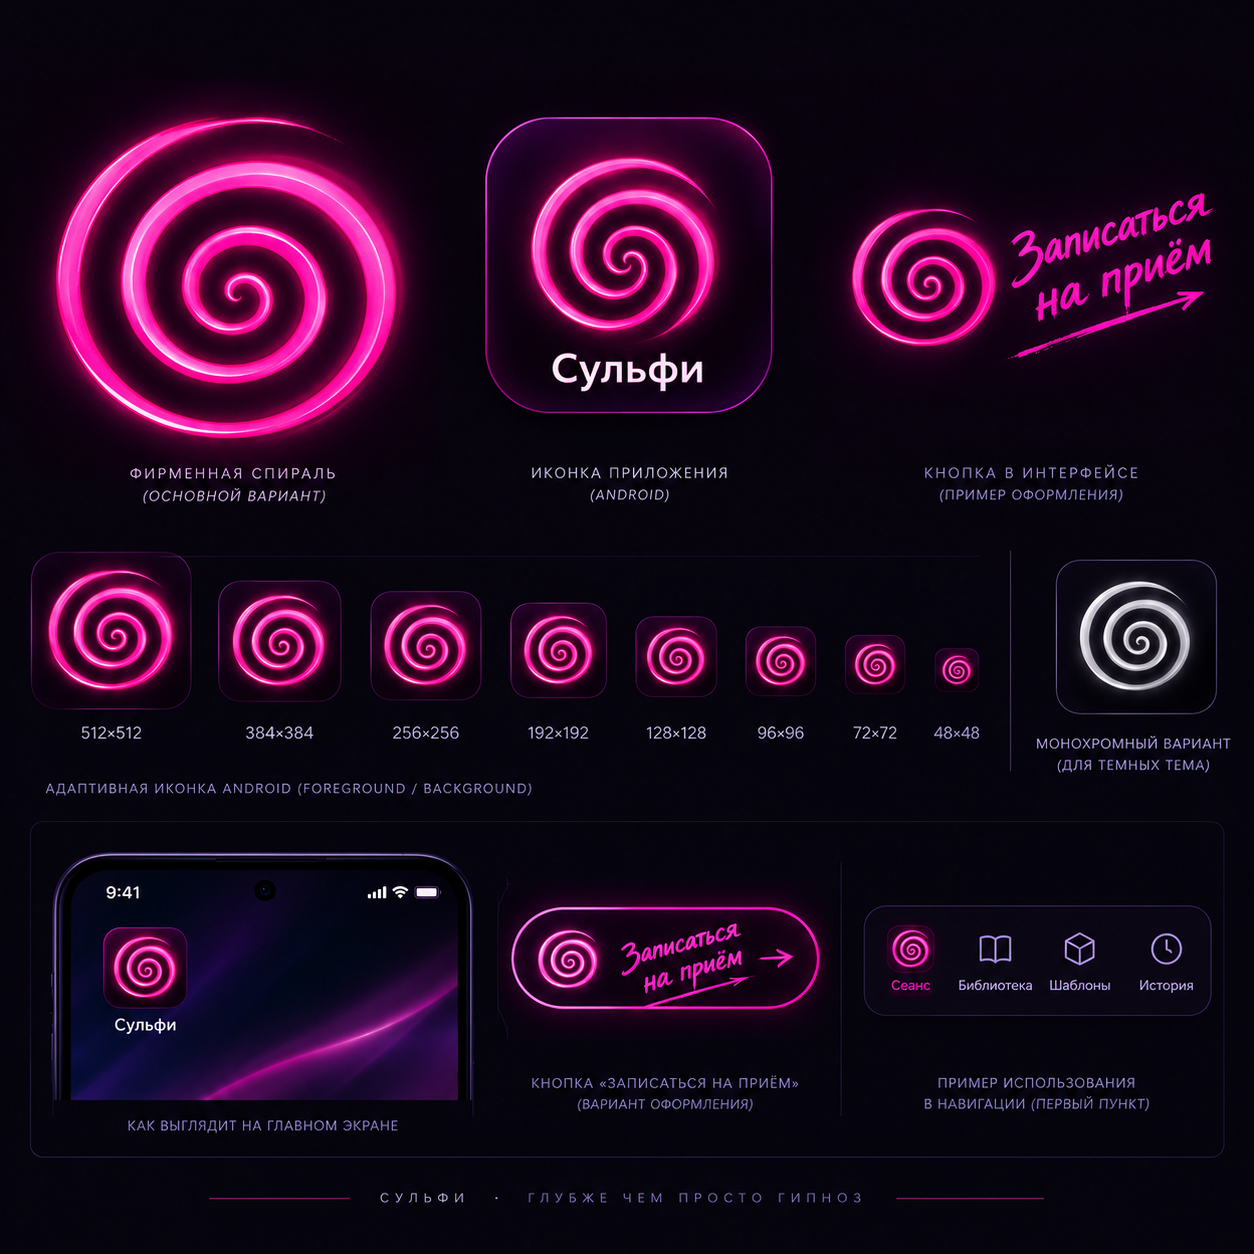 Сульфи
Записаться
на приём
ФИРМЕННАЯ СПИРАЛЬ
(ОСНОВНОЙ ВАРИАНТ)
ИКОНКА ПРИЛОЖЕНИЯ
(ANDROID)
КНОПКА В ИНТЕРФЕЙСЕ
(ПРИМЕР ОФОРМЛЕНИЯ)
512×512
384×384
256×256
192×192
128×128
96×96
72×72
48×48
МОНОХРОМНЫЙ ВАРИАНТ
(ДЛЯ ТЕМНЫХ ТЕМА)
АДАПТИВНАЯ ИКОНКА ANDROID (FOREGROUND / BACKGROUND)
9:41
Сульфи
КАК ВЫГЛЯДИТ НА ГЛАВНОМ ЭКРАНЕ
Записаться
на приём
КНОПКА «ЗАПИСАТЬСЯ НА ПРИЁМ»
(ВАРИАНТ ОФОРМЛЕНИЯ)
Сеанс
Библиотека
Шаблоны
История
ПРИМЕР ИСПОЛЬЗОВАНИЯ
В НАВИГАЦИИ (ПЕРВЫЙ ПУНКТ)
СУЛЬФИ · ГЛУБЖЕ ЧЕМ ПРОСТО ГИПНОЗ